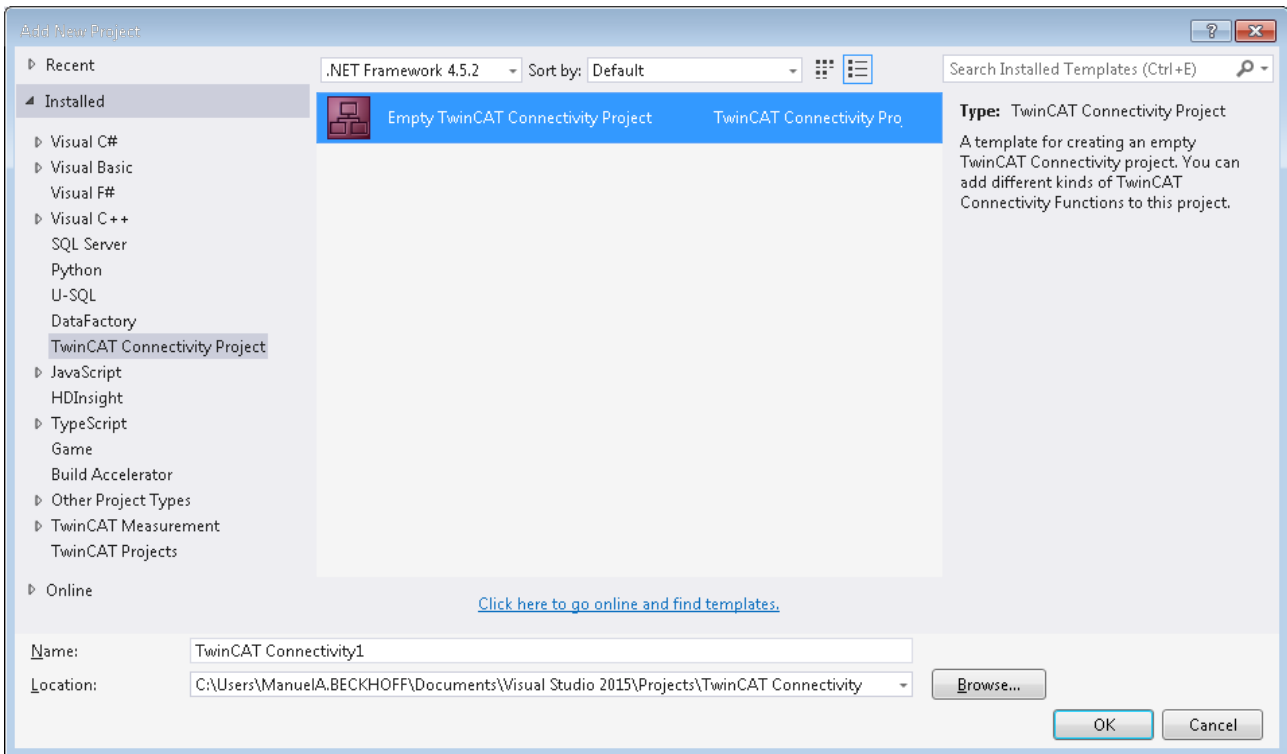 Add New Project
Recent
.NET Framework 4.5.2
Sort by: Default
Search Installed Templates (Ctrl+E)
Installed
Visual C#
Visual Basic
Visual F#
Visual C++
SQL Server
Python
U-SQL
DataFactory
TwinCAT Connectivity Project
JavaScript
HDInsight
TypeScript
Game
Build Accelerator
Other Project Types
TwinCAT Measurement
TwinCAT Projects
Online
Empty TwinCAT Connectivity Project
TwinCAT Connectivity Pro
Type: TwinCAT Connectivity Project
A template for creating an empty
TwinCAT Connectivity project. You can
add different kinds of TwinCAT
Connectivity Functions to this project.
Click here to go online and find templates.
Name: TwinCAT Connectivity1
Location: C:\Users\ManuelA.BECKHOFF\Documents\Visual Studio 2015\Projects\TwinCAT Connectivity
Browse...
OK
Cancel